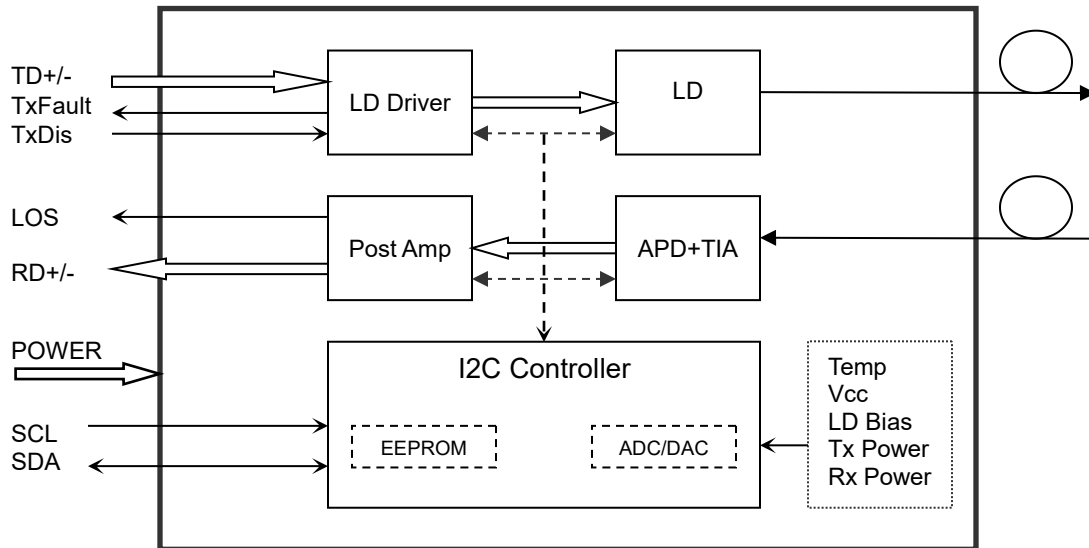 TD+/-
TxFault
TxDis
LD Driver
LD
LOS
RD+/-
Post Amp
APD+TIA
POWER
SCL
SDA
I2C Controller
EEPROM
ADC/DAC
Temp
Vcc
LD Bias
Tx Power
Rx Power